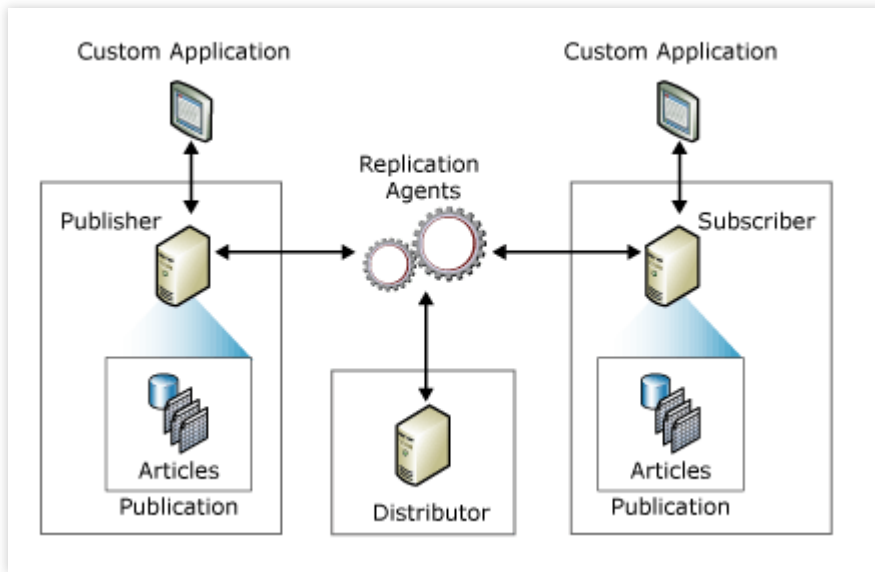 Custom Application
Custom Application
Replication
Agents
Publisher
Subscriber
Articles
Publication
Distributor
Articles
Publication